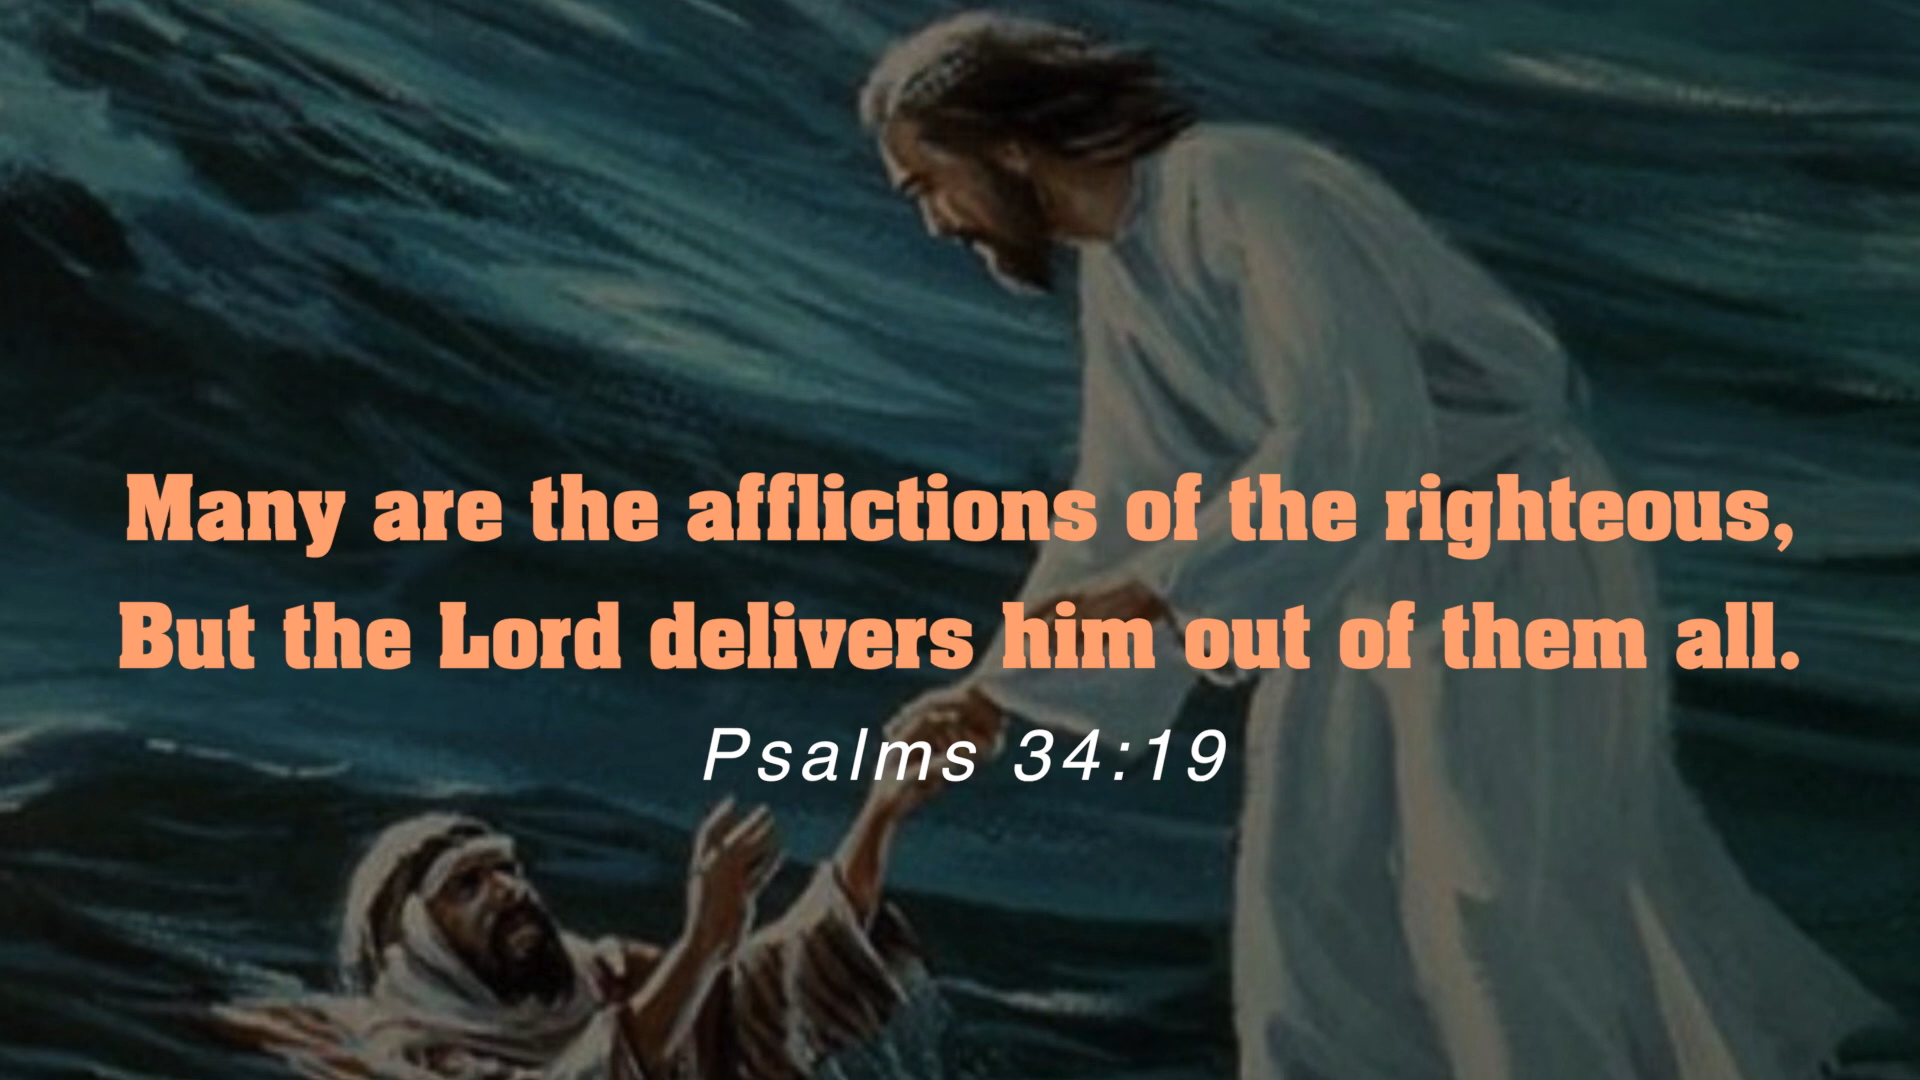 Many are the afflictions of the righteous,
But the Lord delivers him out of them all.
Psalms 34:19